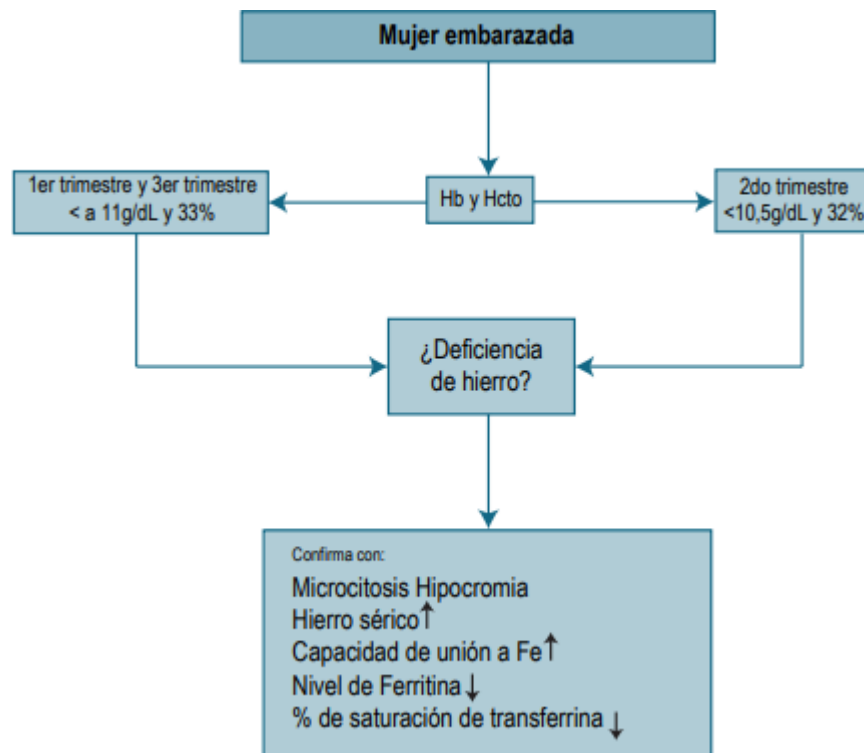 Mujer embarazada
1er trimestre y 3er trimestre
< a 11g/dL y 33%
Hb y Hcto
2do trimestre
<10,5g/dL y 32%
¿Deficiencia
de hierro?
Confirma con:
Microcitosis Hipocromia
Hierro sérico↑
Capacidad de unión a Fe↑
Nivel de Ferritina↓
% de saturación de transferrina↓